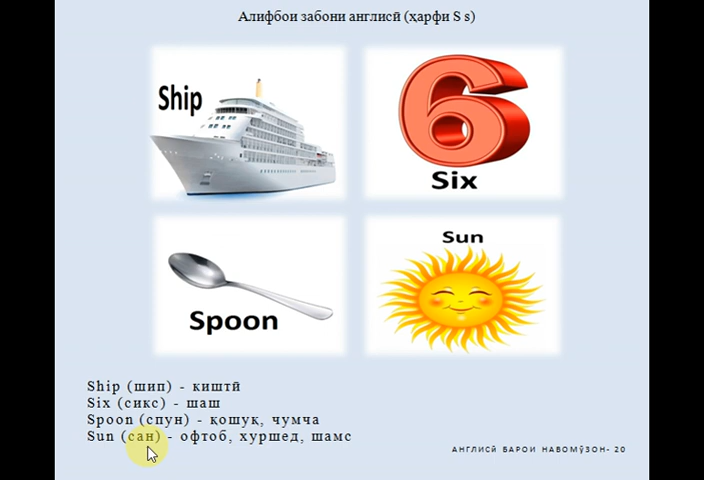 Алифбои забони англисӣ (ҳарфи S s)
Ship
Six
Spoon
Sun
Ship (шип) - киштӣ
Six (сикс) - шаш
Spoon (спун) - қошуқ, чумча
Sun (сан) - офтоб, хуршед, шамс
АНГЛИСӢ БАРОИ НАВОМӮЗОН- 20